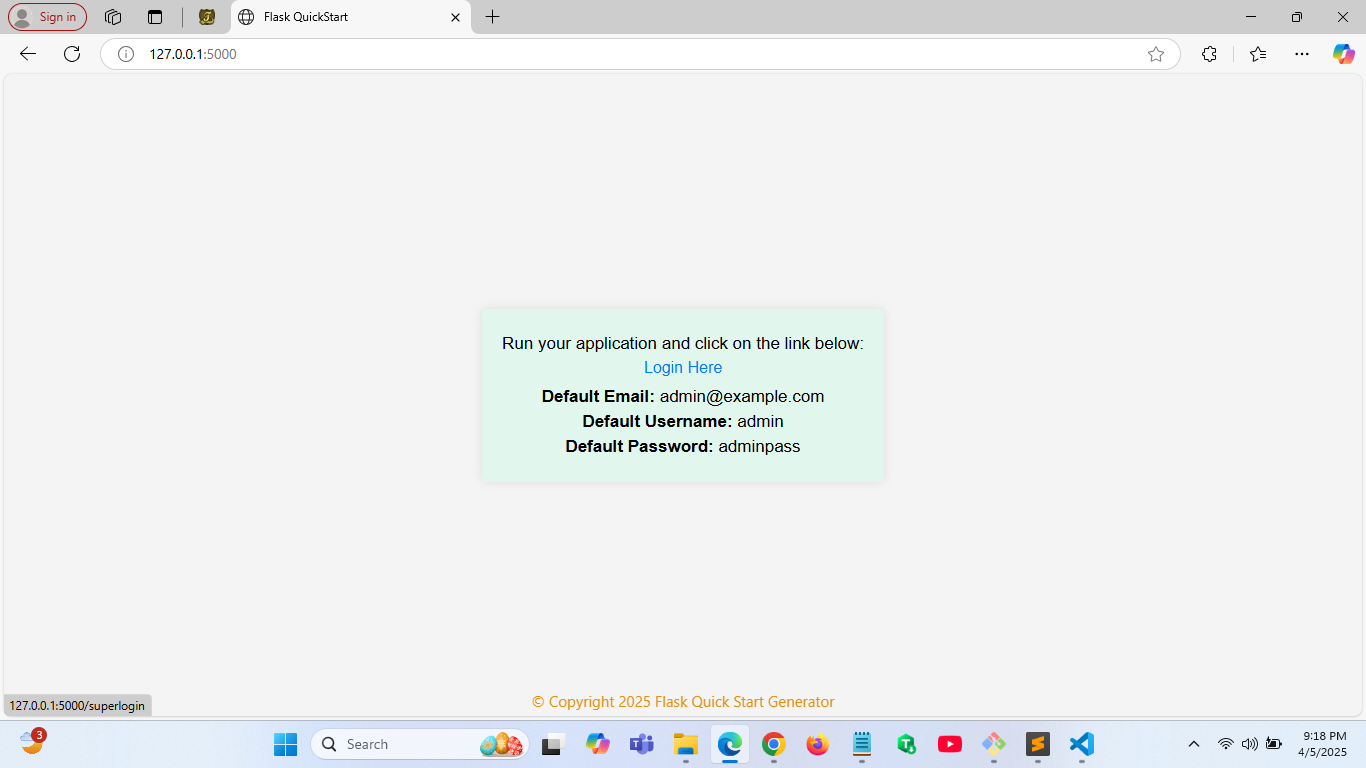 Sign in
Flask QuickStart
127.0.0.1:5000
Run your application and click on the link below:
Login Here
Default Email: admin@example.com
Default Username: admin
Default Password: adminpass
© Copyright 2025 Flask Quick Start Generator
127.0.0.1:5000/superlogin
3
Search
9:18 PM
4/5/2025